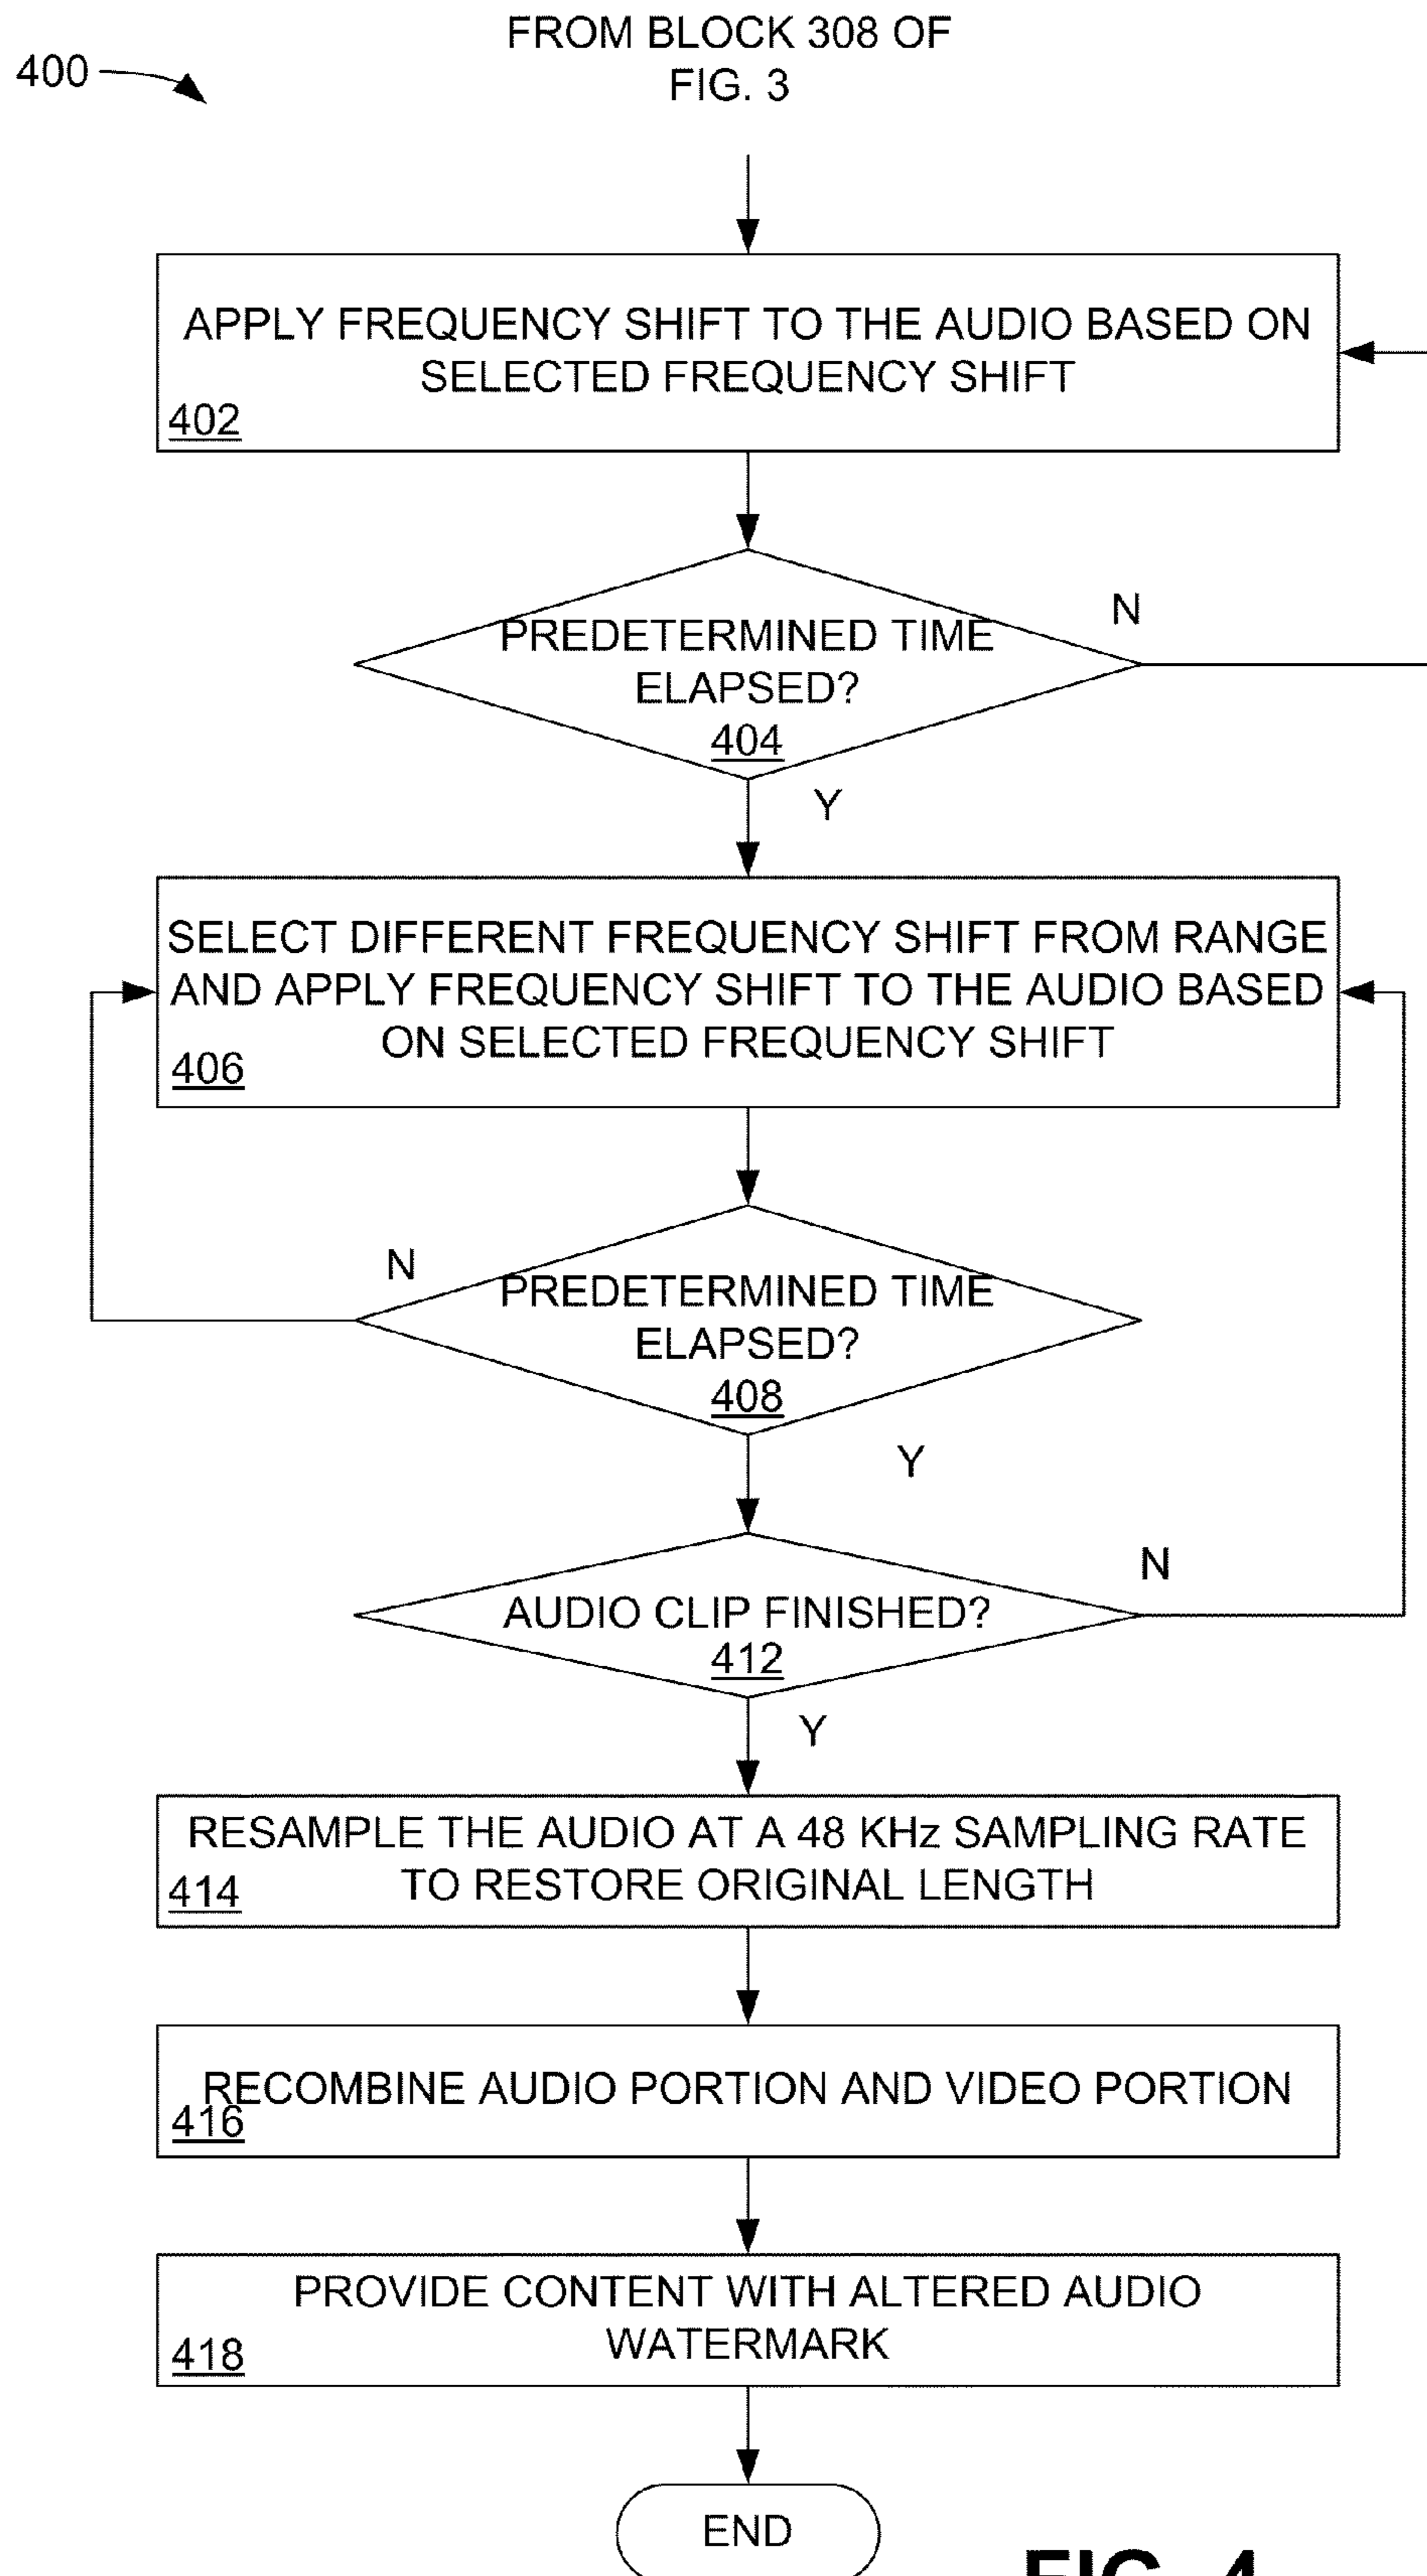 FROM BLOCK 308 OF
FIG. 3
400
APPLY FREQUENCY SHIFT TO THE AUDIO BASED ON
SELECTED FREQUENCY SHIFT
402
N
PREDETERMINED TIME
ELAPSED?
404
Y
SELECT DIFFERENT FREQUENCY SHIFT FROM RANGE
AND APPLY FREQUENCY SHIFT TO THE AUDIO BASED
ON SELECTED FREQUENCY SHIFT
406
N
PREDETERMINED TIME
ELAPSED?
408
Y
N
AUDIO CLIP FINISHED?
412
Y
RESAMPLE THE AUDIO AT A 48 KHz SAMPLING RATE
TO RESTORE ORIGINAL LENGTH
414
RECOMBINE AUDIO PORTION AND VIDEO PORTION
416
PROVIDE CONTENT WITH ALTERED AUDIO
WATERMARK
418
END
FIG. 4